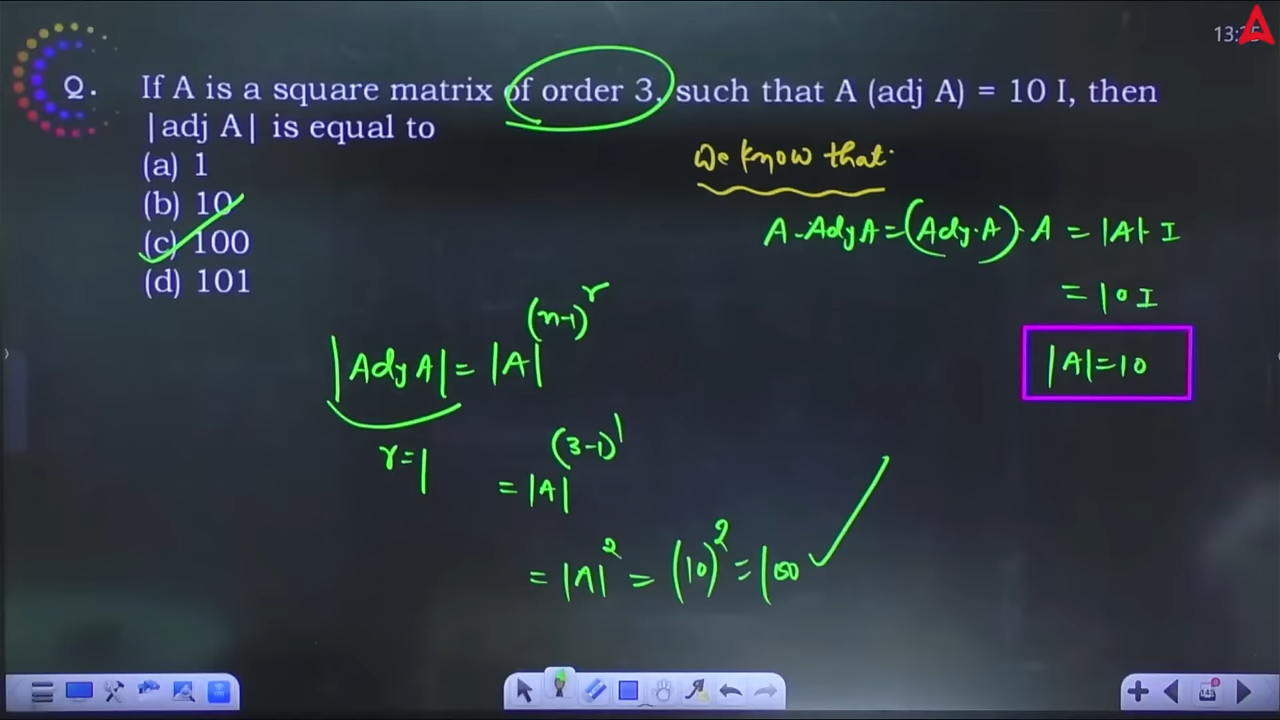 13:
Q. If A is a square matrix of order 3, such that A (adj A) = 10 I, then
|adj A| is equal to
(a) 1
(b) 10
(c) 100
(d) 101
We know that
A·AdjA=(Adj·A)·A = |A|·I
= 10 I
|A|=10
|Adj A| = |A|^(n-1)^r
r=1
= |A|^(3-1)^1
= |A|^2 = (10)^2 = 100